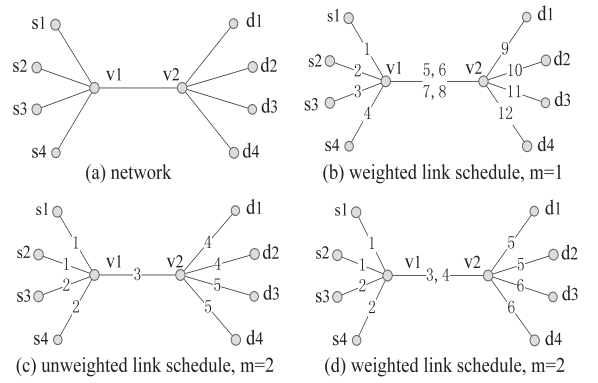 s1
d1
s2
d2
v1
v2
s3
d3
s4
d4
(a) network
s1
d1
1
9
s2
d2
2
v1
5, 6
v2
10
3
7, 8
11
s3
d3
4
12
s4
d4
(b) weighted link schedule, m=1
s1
d1
1
4
s2
d2
1
v1
3
v2
4
2
5
s3
d3
2
5
s4
d4
(c) unweighted link schedule, m=2
s1
d1
1
5
s2
d2
1
v1
3, 4
v2
5
2
6
s3
d3
2
6
s4
d4
(d) weighted link schedule, m=2